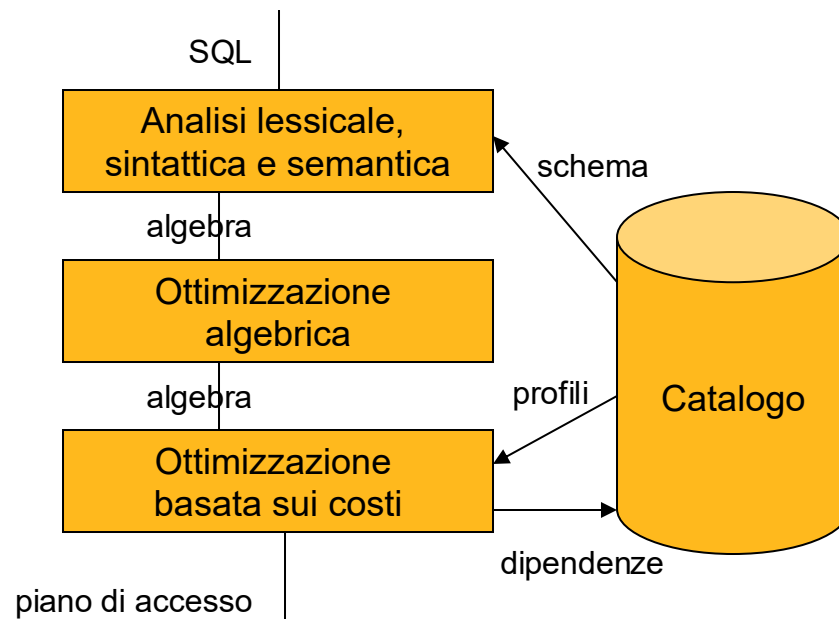 SQL
Analisi lessicale,
sintattica e semantica
schema
algebra
Ottimizzazione
algebrica
algebra
profili
Catalogo
Ottimizzazione
basata sui costi
dipendenze
piano di accesso